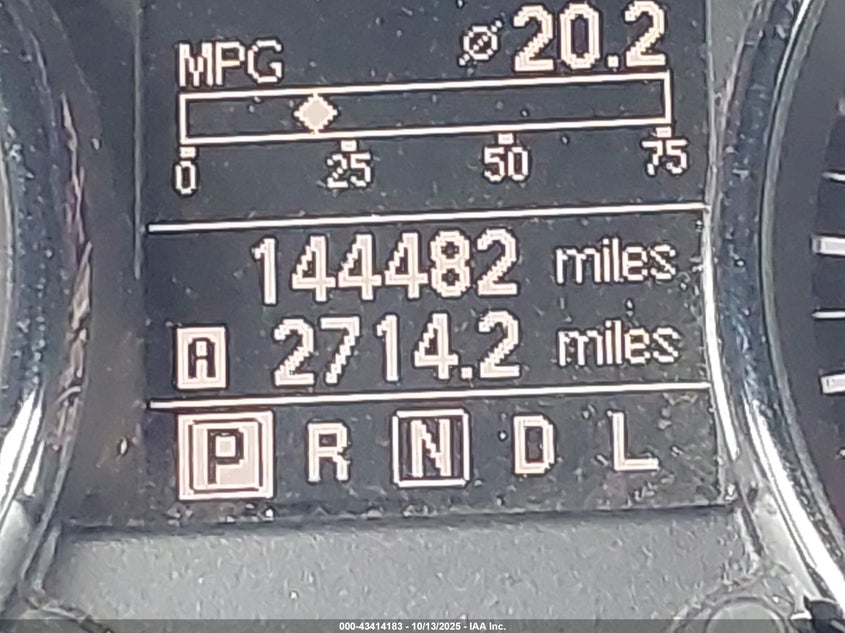 MPG ⌀ 20.2
0 25 50 75
144482 miles
A 2714.2 miles
P R N D L
000-43414183 - 10/13/2025 - IAA Inc.